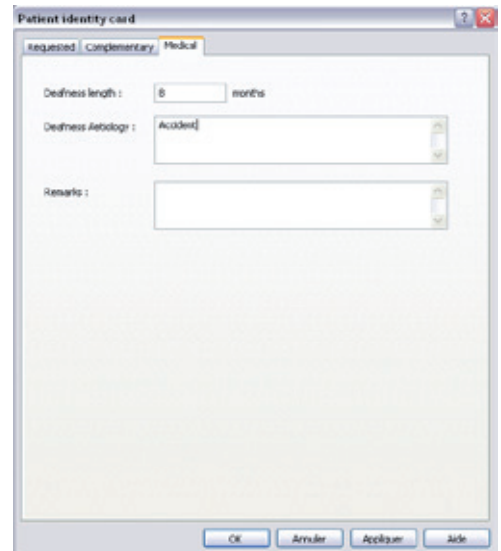 Patient identity card
Requested Complementary Medical
Deafness length : 8 months
Deafness Aetiology : Accident
Remarks :
OK Annuler Appliquer Aide